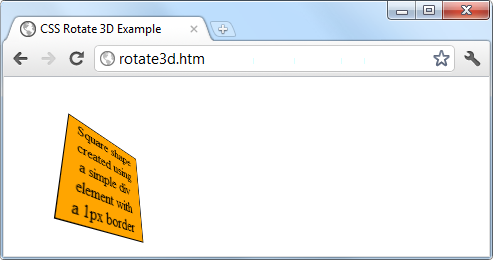 CSS Rotate 3D Example
rotate3d.htm
Square shape
created using
a simple div
element with
a 1px border